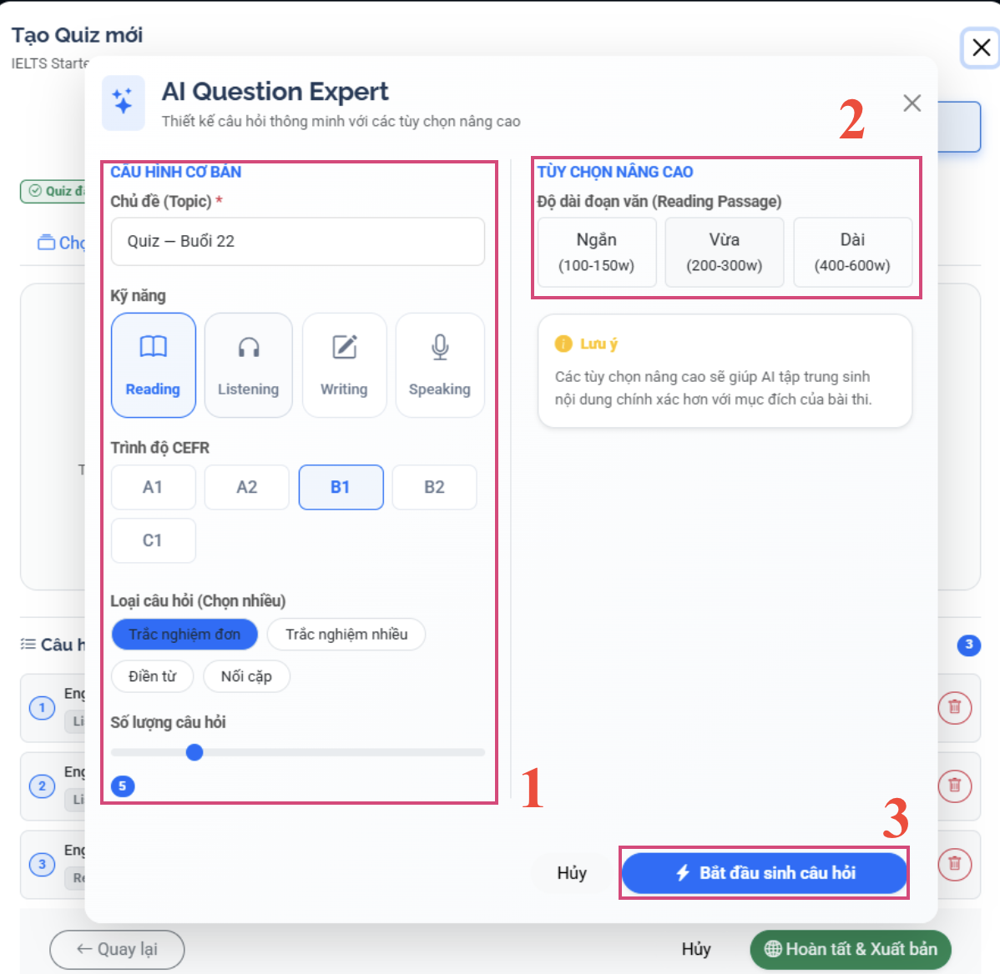 Tạo Quiz mới
IELTS Starte
AI Question Expert
Thiết kế câu hỏi thông minh với các tùy chọn nâng cao
2
CẤU HÌNH CƠ BẢN
Chủ đề (Topic) *
Quiz – Buổi 22
Kỹ năng
Reading
Listening
Writing
Speaking
Trình độ CEFR
A1
A2
B1
B2
C1
Loại câu hỏi (Chọn nhiều)
Trắc nghiệm đơn
Trắc nghiệm nhiều
Điền từ
Nối cặp
Số lượng câu hỏi
5
1
TÙY CHỌN NÂNG CAO
Độ dài đoạn văn (Reading Passage)
Ngắn
(100-150w)
Vừa
(200-300w)
Dài
(400-600w)
Lưu ý
Các tùy chọn nâng cao sẽ giúp AI tập trung sinh
nội dung chính xác hơn với mục đích của bài thi.
3
Hủy
Bắt đầu sinh câu hỏi
Quiz đ
Chọ
T
Câu h
3
1
Eng
Li
2
Eng
Li
3
Eng
Re
← Quay lại
Hủy
Hoàn tất & Xuất bản